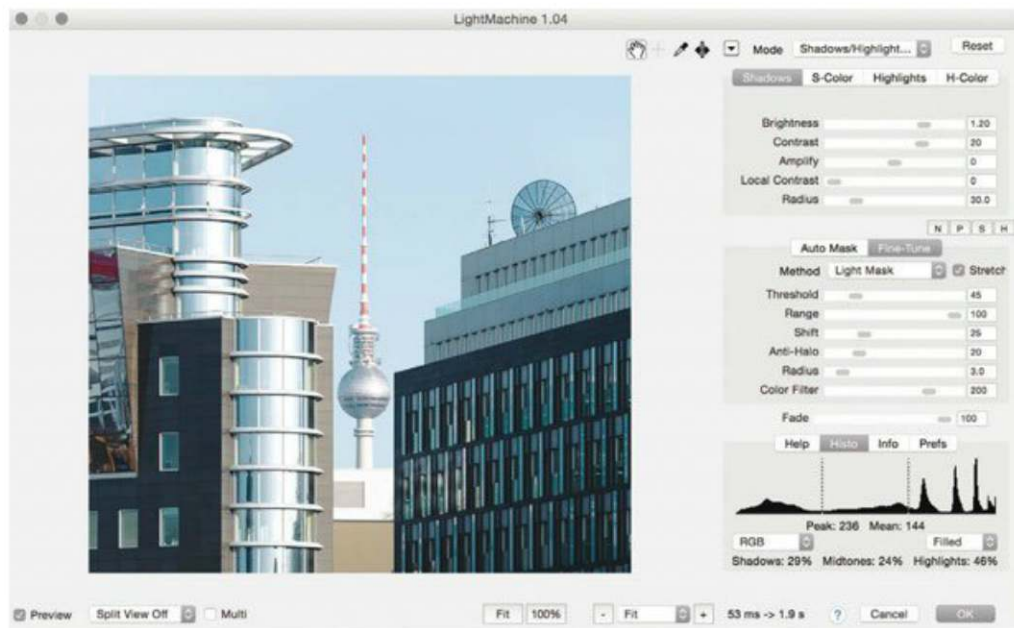 LightMachine 1.04
Mode Shadows/Highlight... Reset
Shadows S-Color Highlights H-Color
Brightness 1.20
Contrast 20
Amplify 0
Local Contrast 0
Radius 30.0
N P S H
Auto Mask Fine-Tune
Method Light Mask Stretch
Threshold 45
Range 100
Shift 25
Anti-Halo 20
Radius 3.0
Color Filter 200
Fade 100
Help Histo Info Prefs
Peak: 236 Mean: 144
RGB Filled
Shadows: 29% Midtones: 24% Highlights: 46%
Preview Split View Off Multi Fit 100% - Fit + 53 ms -> 1.9 s ? Cancel OK